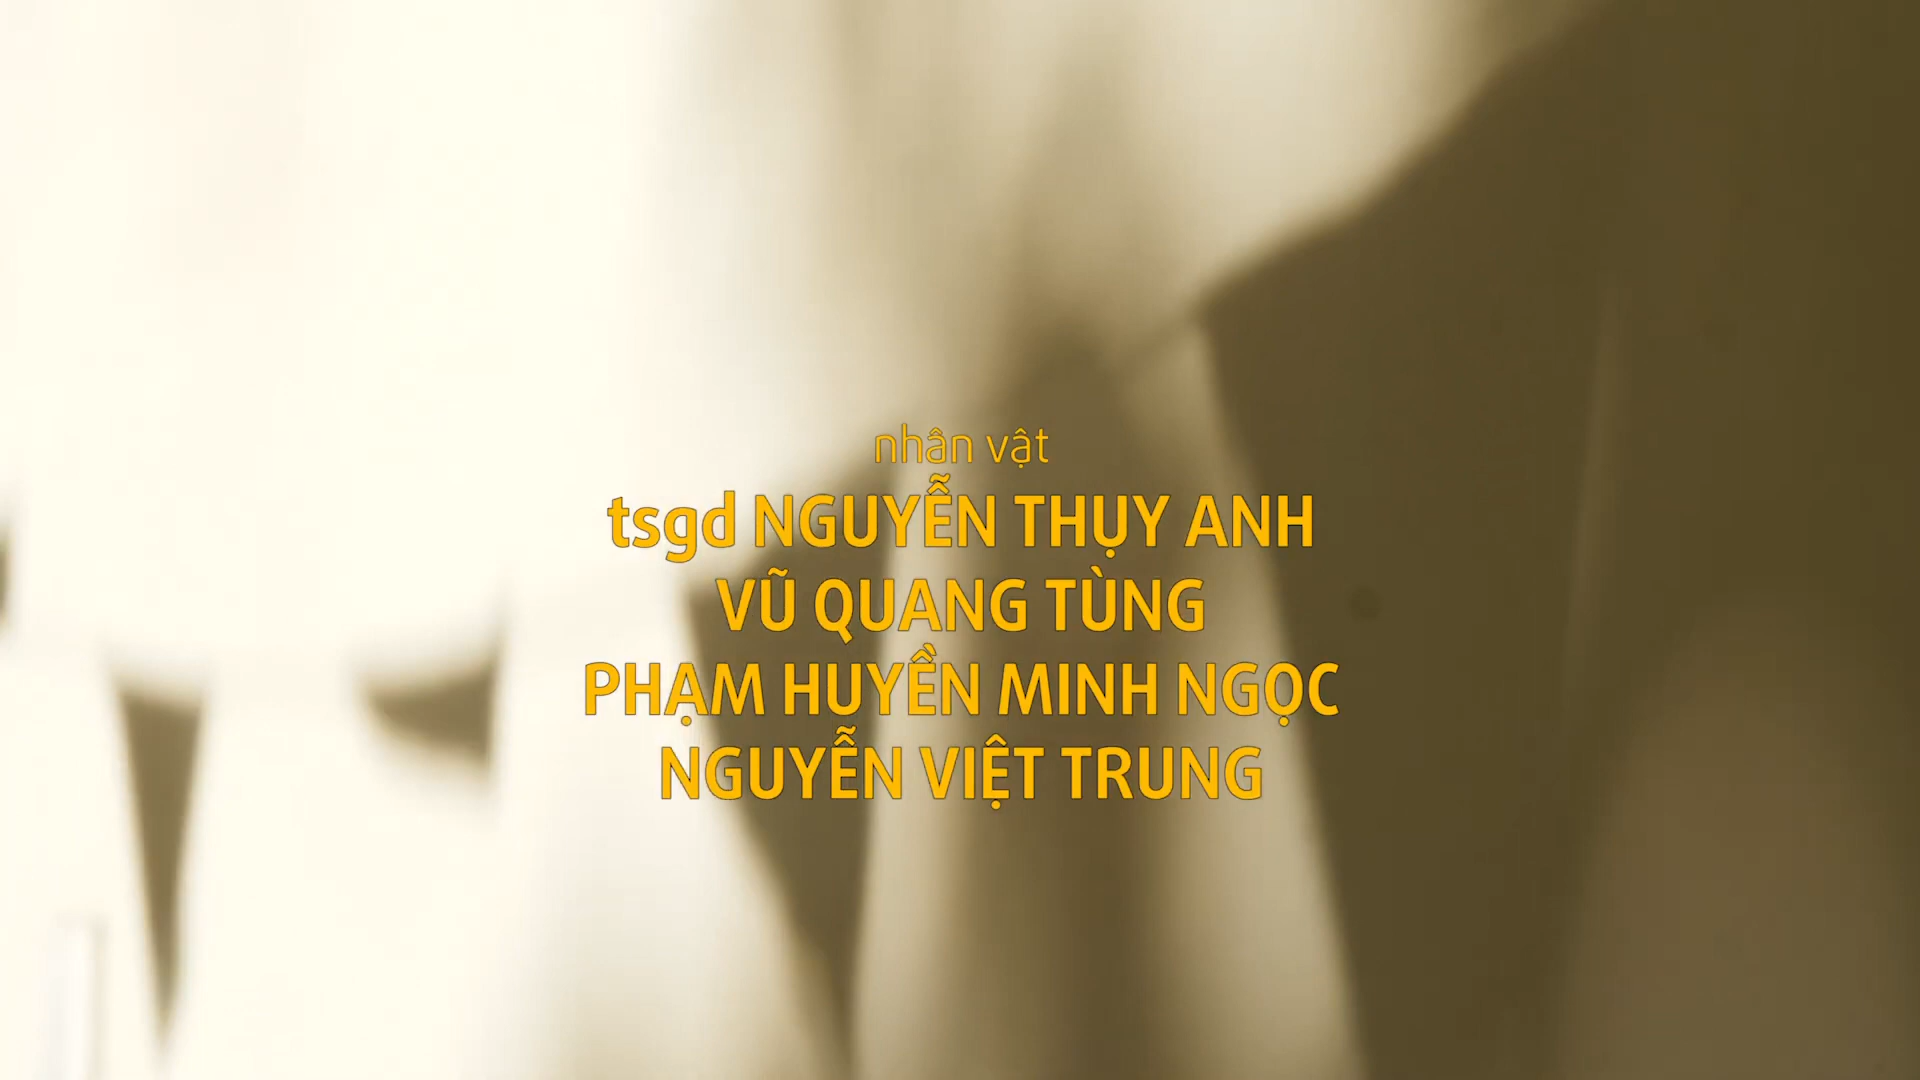 nhân vật
tsgd NGUYỄN THỤY ANH
VŨ QUANG TÙNG
PHẠM HUYỀN MINH NGỌC
NGUYỄN VIỆT TRUNG